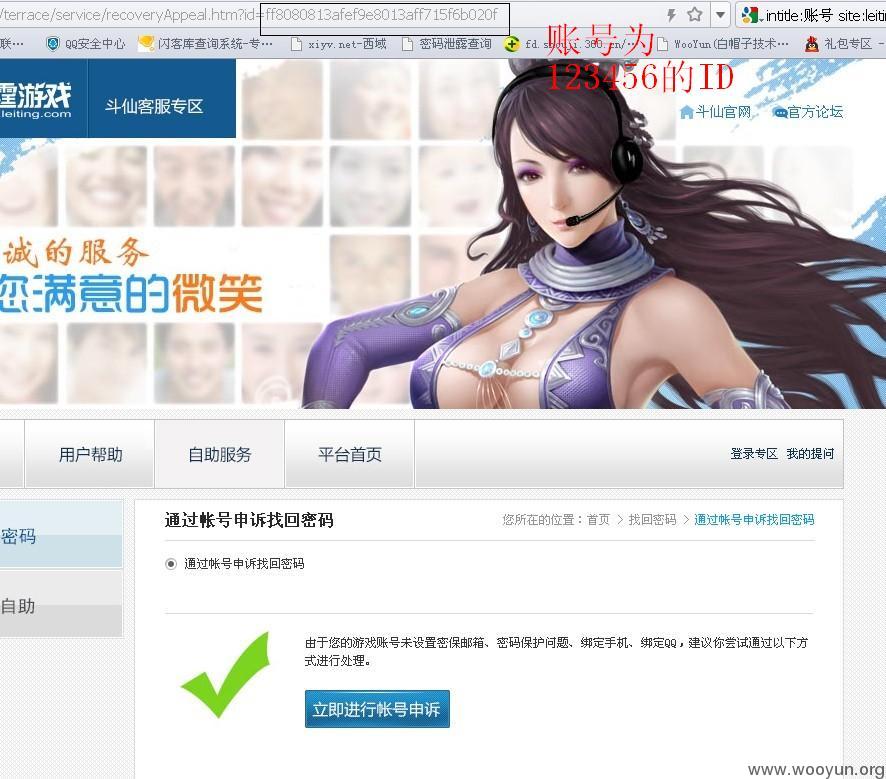 /terrace/service/recoveryAppeal.htm?id=ff8080813afef9e8013aff715f6b020f
.intitle:账号 site:leiti
联…
QQ安全中心
闪客库查询系统-专…
xiyv.net-西域
密码泄露查询
WooYun(白帽子技术…
礼包专区 -
账号为
123456的ID
霆游戏
leiting.com
斗仙客服专区
斗仙官网
官方论坛
诚的服务
您满意的微笑
用户帮助
自助服务
平台首页
登录专区 我的提问
密码
自助
通过帐号申诉找回密码
您所在的位置：首页 > 找回密码 > 通过帐号申诉找回密码
通过帐号申诉找回密码
由于您的游戏账号未设置密保邮箱、密码保护问题、绑定手机、绑定QQ，建议你尝试通过以下方
式进行处理。
立即进行帐号申诉
www.wooyun.org